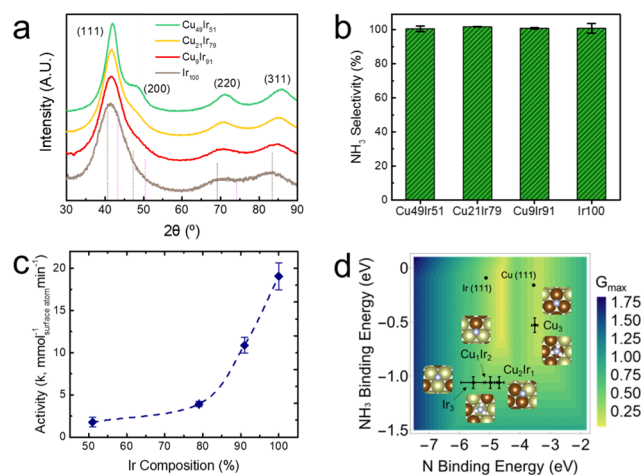 a
Intensity (A.U.)
(111)
(200)
(220)
(311)
Cu₄₉Ir₅₁
Cu₂₁Ir₇₉
Cu₉Ir₉₁
Ir₁₀₀
30 40 50 60 70 80 90
2θ (º)
b
NH₃ Selectivity (%)
100
80
60
40
20
0
Cu49Ir51 Cu21Ir79 Cu9Ir91 Ir100
c
Activity (k, mmol⁻¹surface atom min⁻¹)
20
15
10
5
0
50 60 70 80 90 100
Ir Composition (%)
d
NH₃ Binding Energy (eV)
0
−0.5
−1.0
−1.5
Ir (111)
Cu (111)
Cu₃
Cu₁Ir₂
Cu₂Ir₁
Ir₃
−7 −6 −5 −4 −3 −2
N Binding Energy (eV)
Gmax
1.75
1.50
1.25
1.00
0.75
0.50
0.25
0